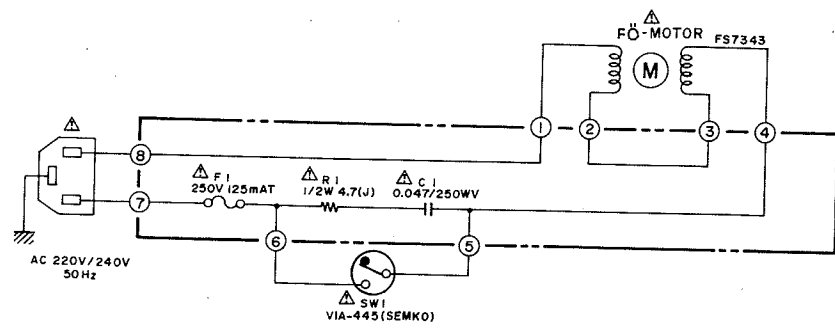 FÖ-MOTOR FS7343
M
1 2 3 4
8
F1
250V 125mAT
R1
1/2W 4.7(J)
C1
0.047/250WV
7
6
5
AC 220V/240V
50Hz
SW1
VIA-445(SEMKO)